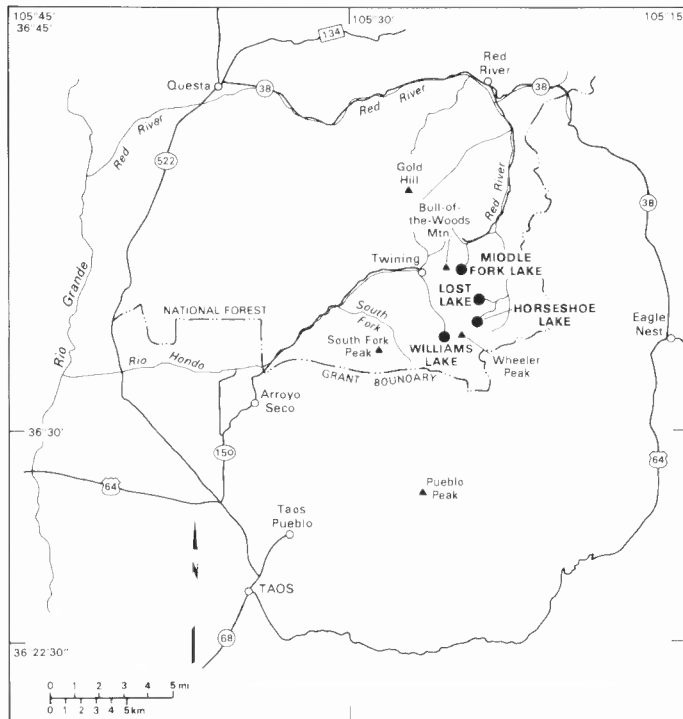 105°45'
36°45'
105°30'
105°15'
134
Red
River
Questa
38
Red River
38
Red River
522
Gold
Hill
Bull-of-
the-Woods
Mtn
Red River
38
Twining
MIDDLE
FORK LAKE
LOST
LAKE
Rio Grande
NATIONAL FOREST
South
Fork
HORSESHOE
LAKE
Eagle
Nest
South Fork
Peak
WILLIAMS
LAKE
Wheeler
Peak
Rio Hondo
GRANT BOUNDARY
Arroyo
Seco
36°30'
150
64
64
Pueblo
Peak
Taos
Pueblo
N
TAOS
36°22'30"
68
0 1 2 3 4 5 mi
0 1 2 3 4 5 km